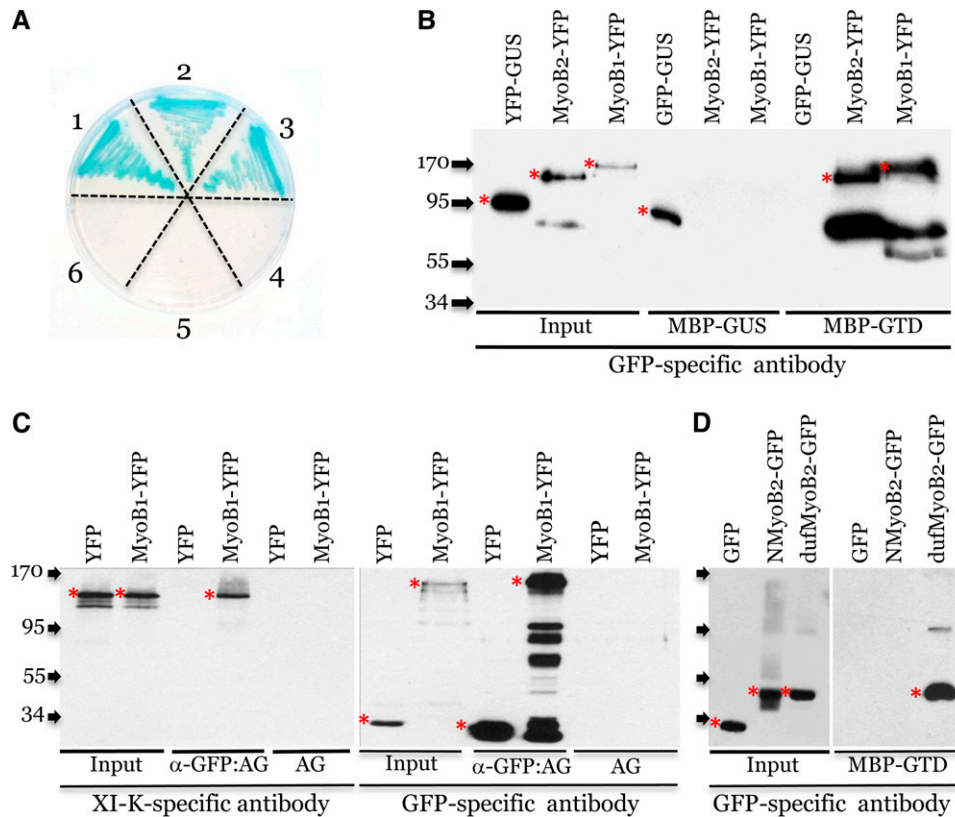 A
1
2
3
4
5
6
B
YFP-GUS
MyoB2-YFP
MyoB1-YFP
GFP-GUS
MyoB2-YFP
MyoB1-YFP
GFP-GUS
MyoB2-YFP
MyoB1-YFP
170
*
*
*
*
95
*
*
*
55
34
Input
MBP-GUS
MBP-GTD
GFP-specific antibody
C
YFP
MyoB1-YFP
YFP
MyoB1-YFP
YFP
MyoB1-YFP
YFP
MyoB1-YFP
YFP
MyoB1-YFP
YFP
MyoB1-YFP
170
*
*
*
*
*
95
55
34
*
*
Input
α-GFP:AG
AG
Input
α-GFP:AG
AG
XI-K-specific antibody
GFP-specific antibody
D
GFP
NMyoB2-GFP
dufMyoB2-GFP
GFP
NMyoB2-GFP
dufMyoB2-GFP
*
*
*
*
Input
MBP-GTD
GFP-specific antibody